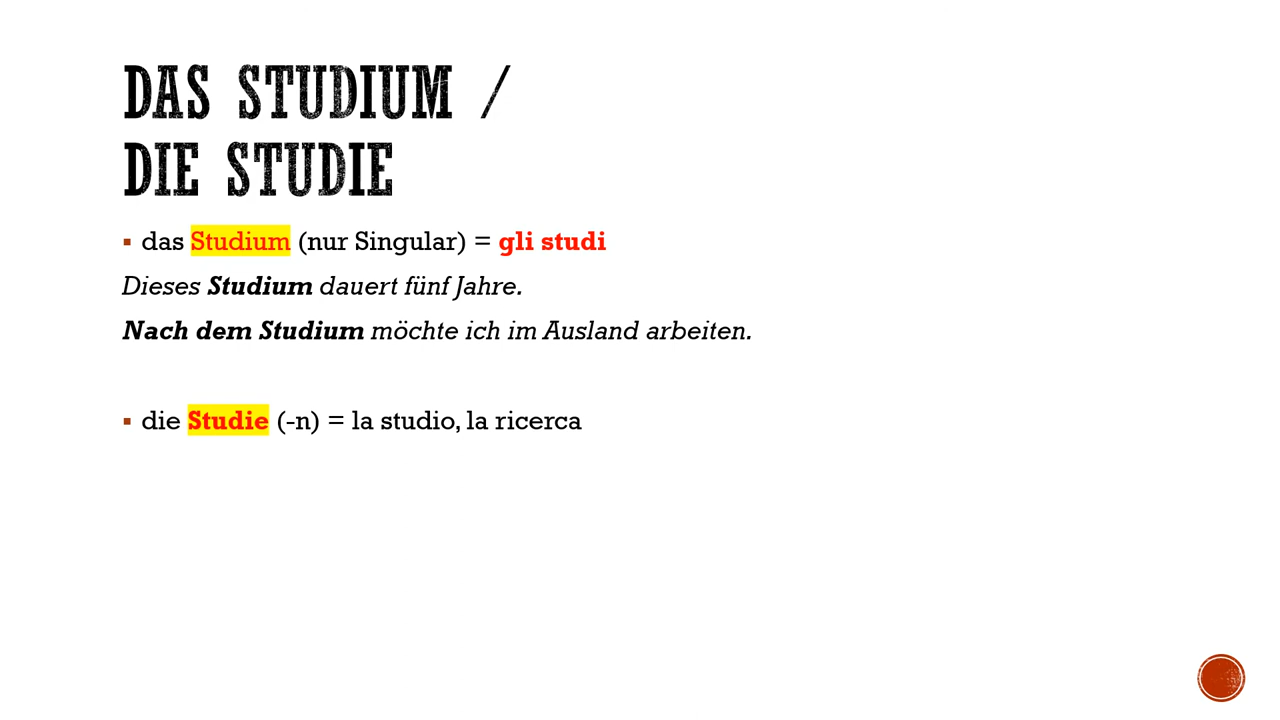 DAS STUDIUM /
DIE STUDIE
▪ das Studium (nur Singular) = gli studi
Dieses Studium dauert fünf Jahre.
Nach dem Studium möchte ich im Ausland arbeiten.
▪ die Studie (-n) = la studio, la ricerca